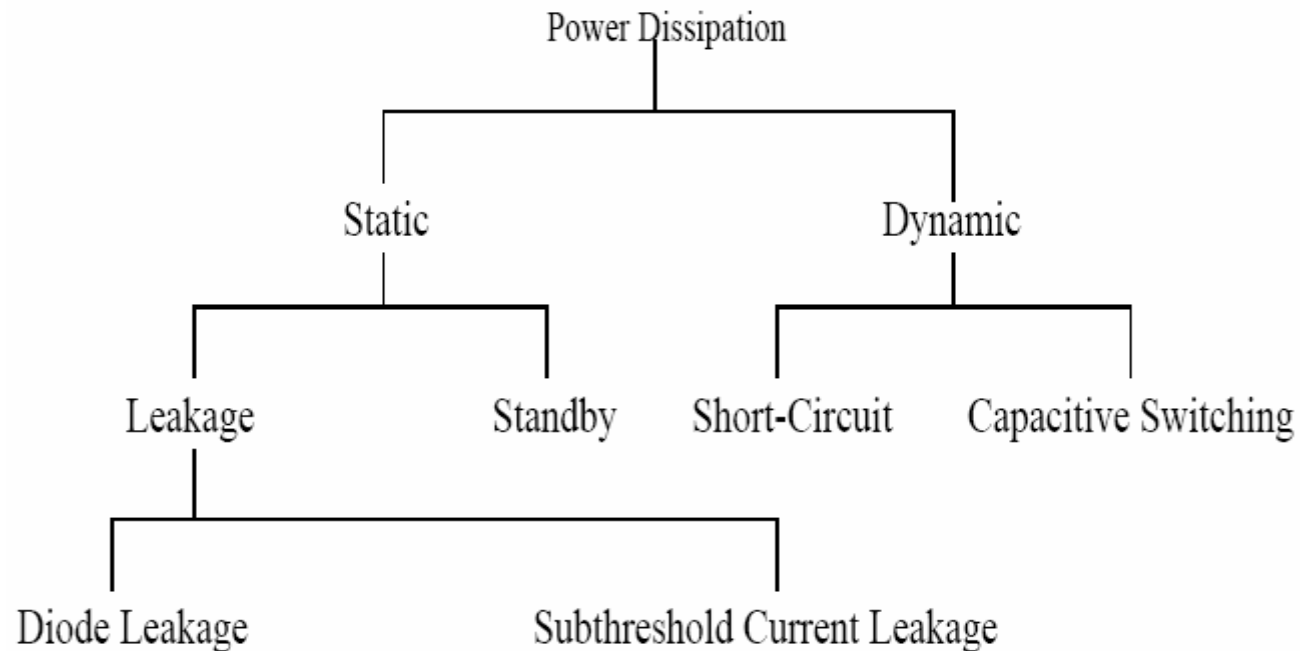 Power Dissipation
Static
Dynamic
Leakage
Standby
Short-Circuit
Capacitive Switching
Diode Leakage
Subthreshold Current Leakage